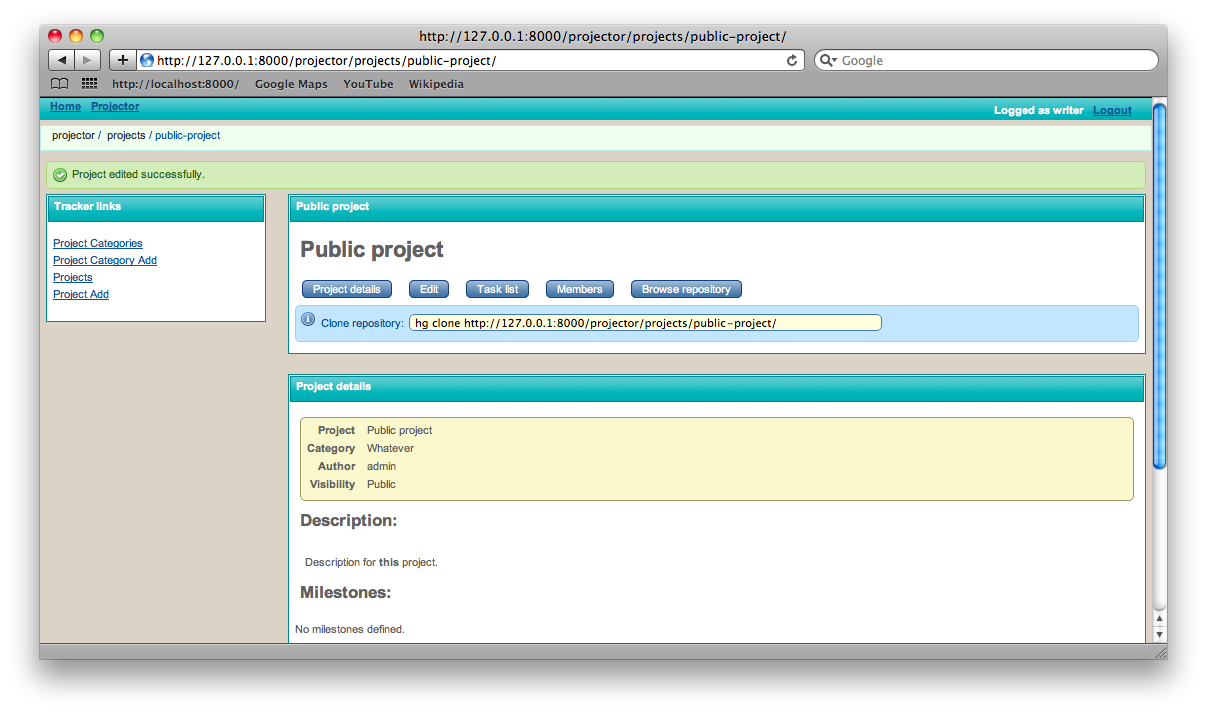 http://127.0.0.1:8000/projector/projects/public-project/
http://127.0.0.1:8000/projector/projects/public-project/ Google
http://localhost:8000/ Google Maps YouTube Wikipedia
Home Projector Logged as writer Logout
projector / projects / public-project
Project edited successfully.
Tracker links
Project Categories
Project Category Add
Projects
Project Add
Public project
Public project
Project details Edit Task list Members Browse repository
Clone repository: hg clone http://127.0.0.1:8000/projector/projects/public-project/
Project details
Project Public project
Category Whatever
Author admin
Visibility Public
Description:
Description for this project.
Milestones:
No milestones defined.